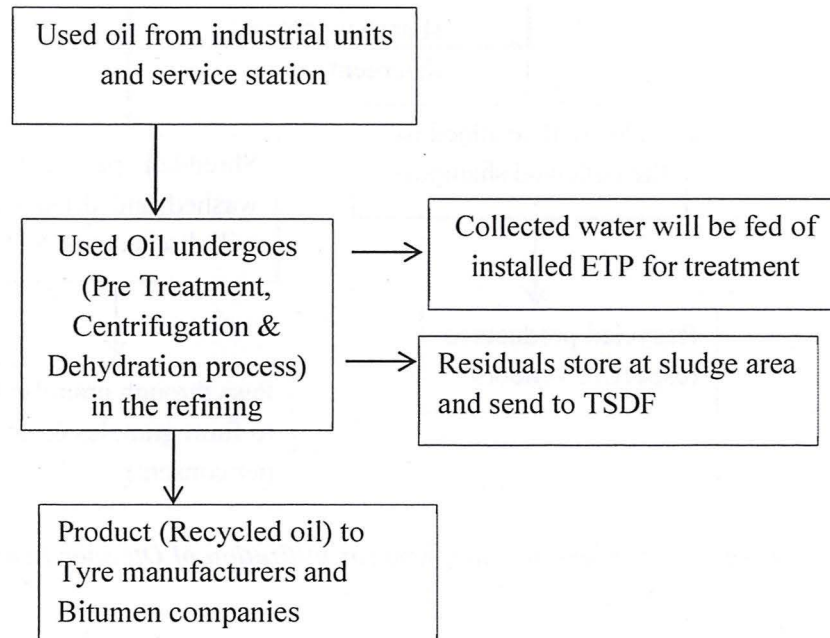 Used oil from industrial units
and service station
Used Oil undergoes
(Pre Treatment,
Centrifugation &
Dehydration process)
in the refining
Collected water will be fed of
installed ETP for treatment
Residuals store at sludge area
and send to TSDF
Product (Recycled oil) to
Tyre manufacturers and
Bitumen companies